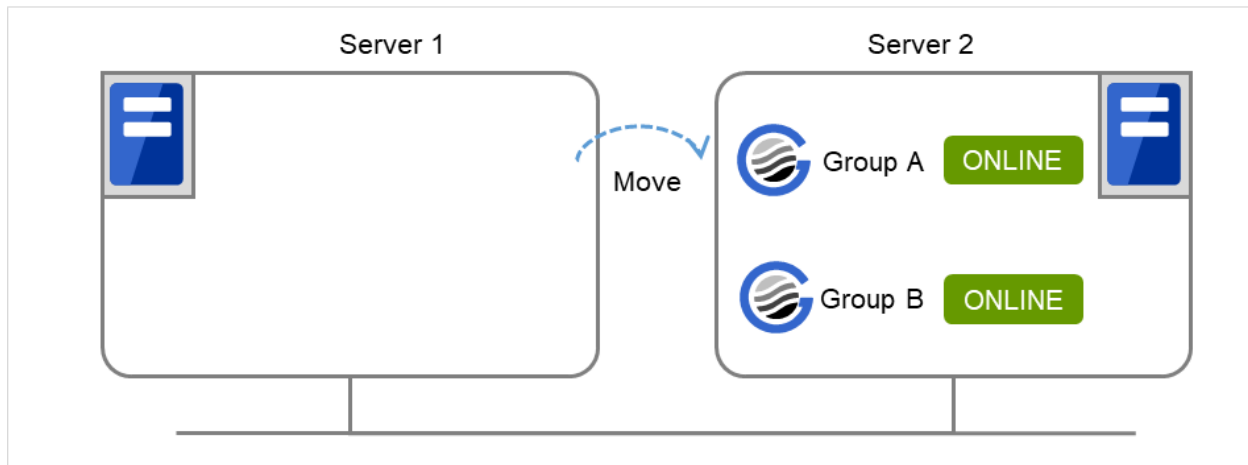 Server 1
Server 2
Move
Group A
ONLINE
Group B
ONLINE